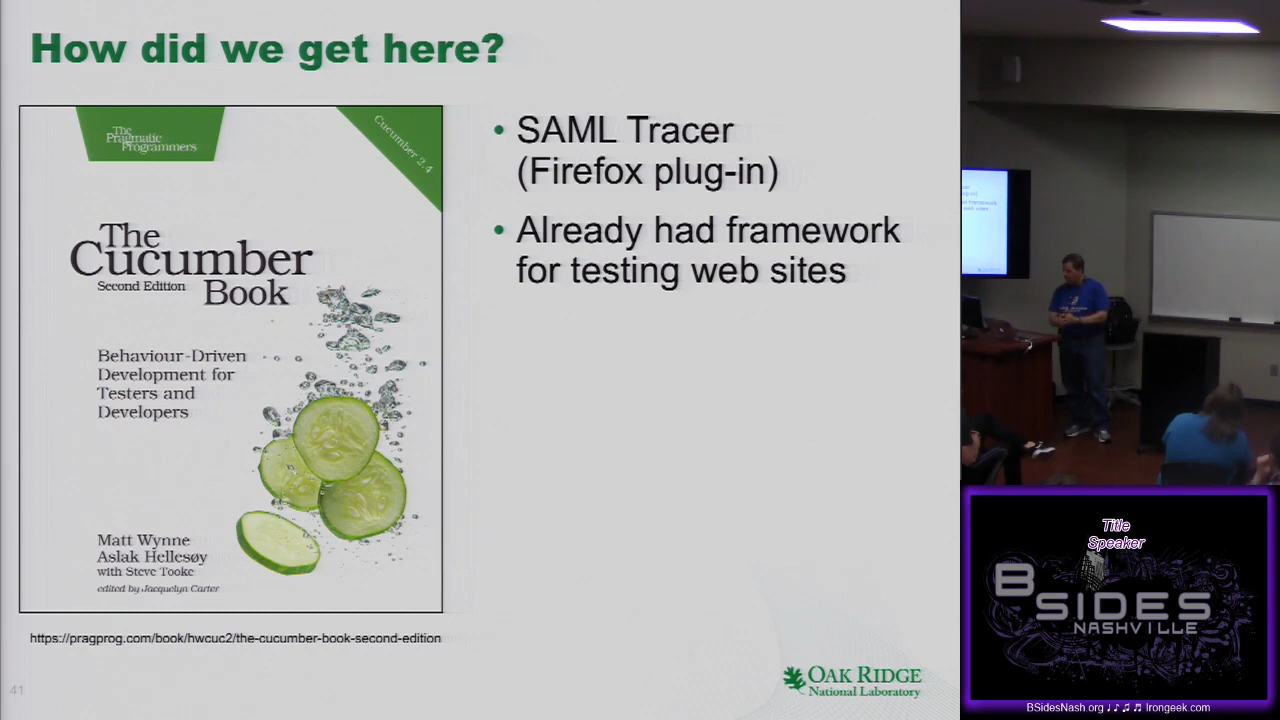 How did we get here?
The
Pragmatic
Programmers
Cucumber 2.4
The
Cucumber
Second Edition
Book
Behaviour-Driven
Development for
Testers and
Developers
Matt Wynne
Aslak Hellesøy
with Steve Tooke
edited by Jacquelyn Carter
https://pragprog.com/book/hwcuc2/the-cucumber-book-second-edition
• SAML Tracer
(Firefox plug-in)
• Already had framework
for testing web sites
41
OAK RIDGE
National Laboratory
Title
Speaker
BSIDES
NASHVILLE
BSidesNash.org ♩ ♪ ♫ ♬ Irongeek.com